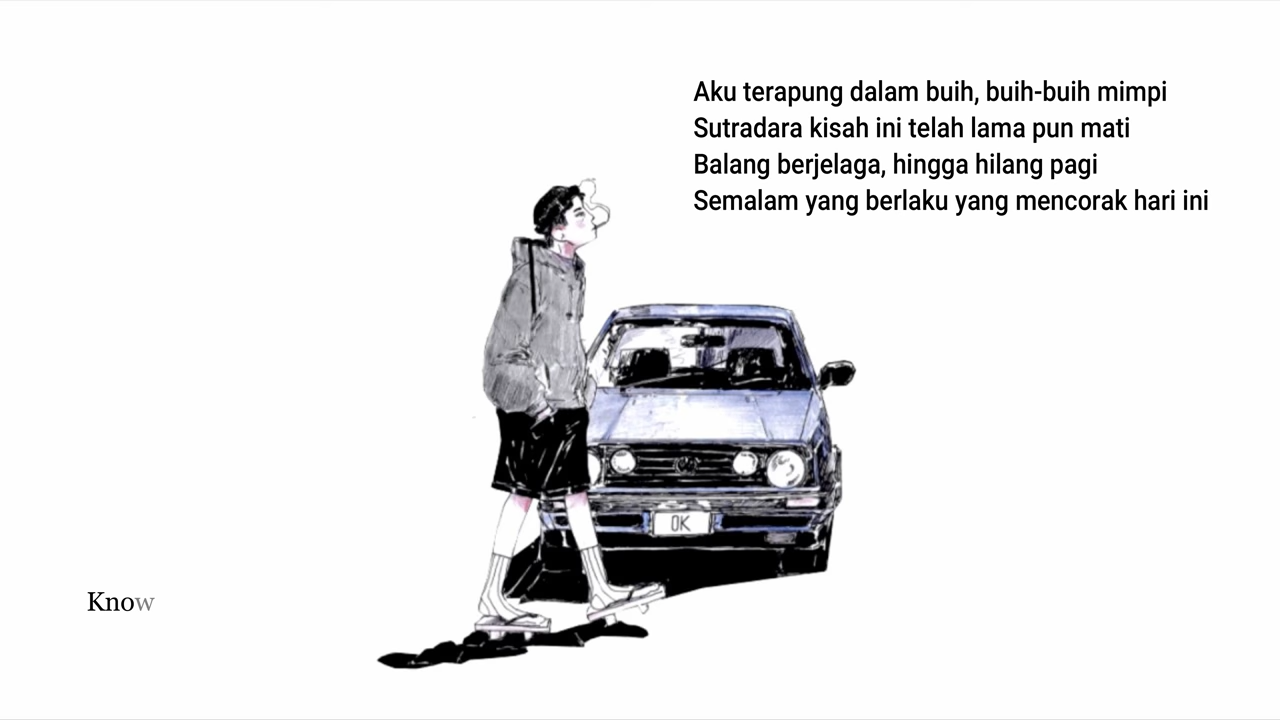 Aku terapung dalam buih, buih-buih mimpi
Sutradara kisah ini telah lama pun mati
Balang berjelaga, hingga hilang pagi
Semalam yang berlaku yang mencorak hari ini
OK
Know